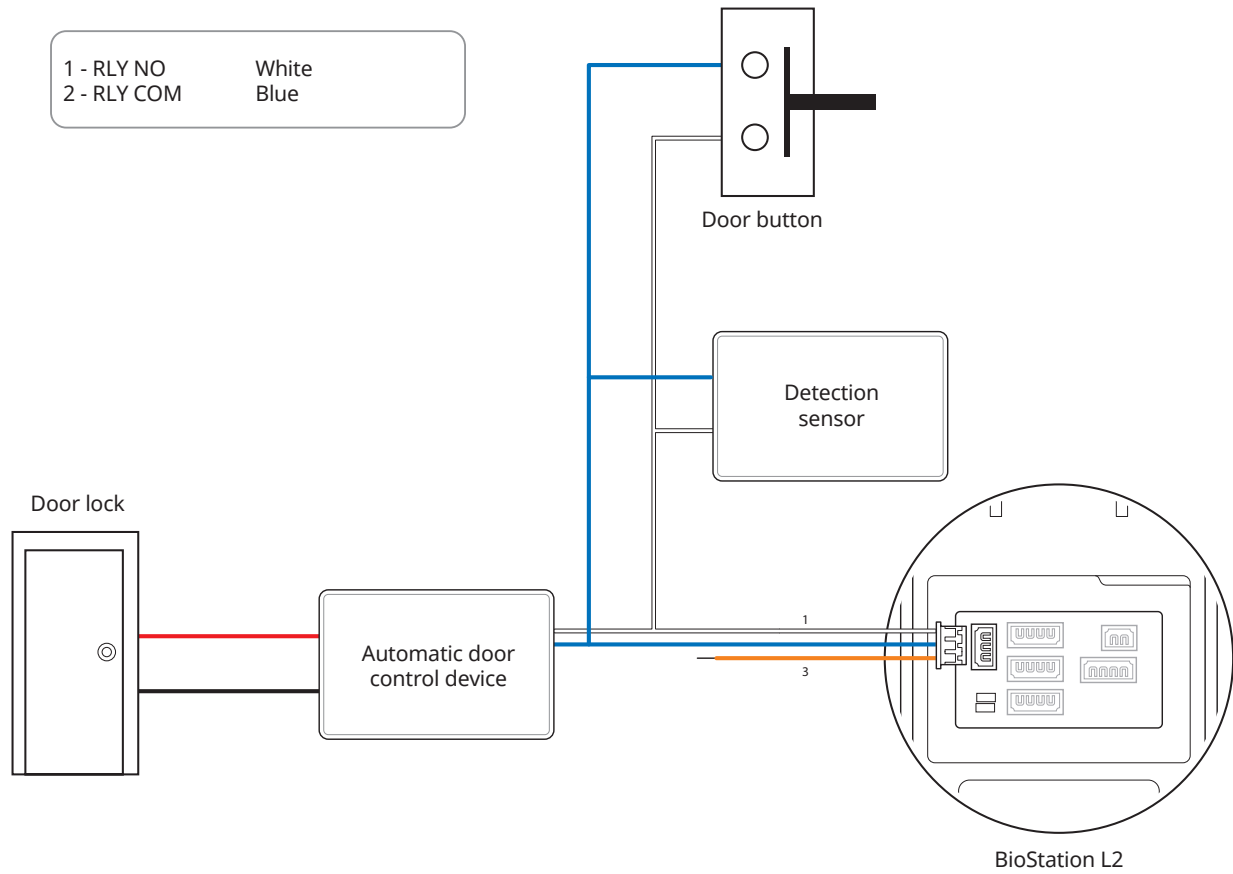 1 - RLY NO White
2 - RLY COM Blue
Door button
Detection
sensor
Door lock
Automatic door
control device
1
3
BioStation L2